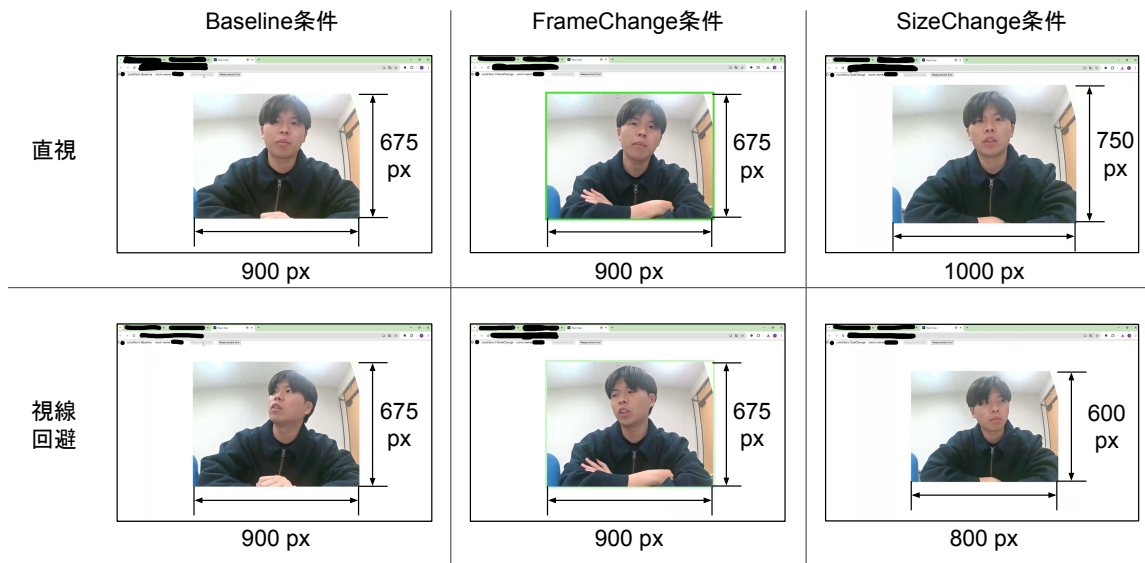 Baseline条件
FrameChange条件
SizeChange条件
直視
675
px
900 px
675
px
900 px
750
px
1000 px
視線
回避
675
px
900 px
675
px
900 px
600
px
800 px